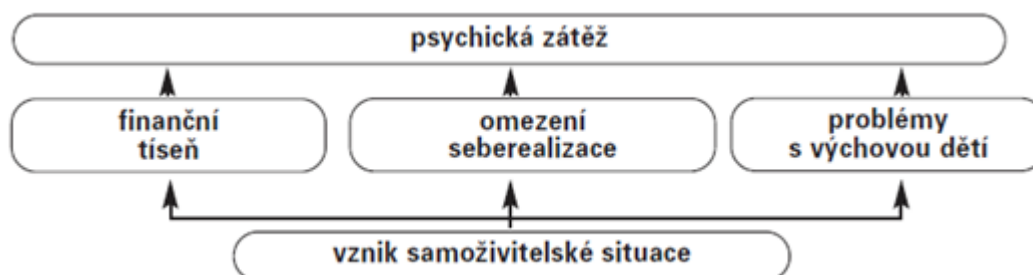 psychická zátěž
finanční
tíseň
omezení
seberealizace
problémy
s výchovou dětí
vznik samoživitelské situace